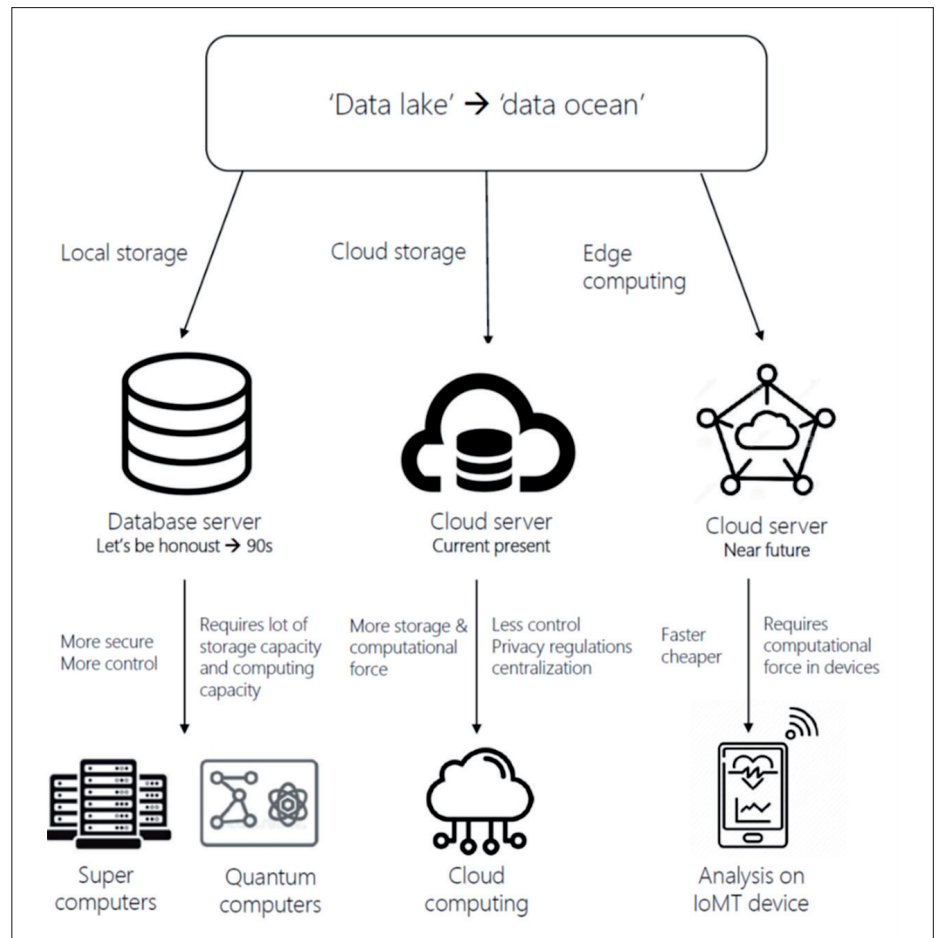 ‘Data lake’ → ‘data ocean’
Local storage
Cloud storage
Edge
computing
Database server
Let's be honoust → 90s
Cloud server
Current present
Cloud server
Near future
More secure
More control
Requires lot of
storage capacity
and computing
capacity
More storage &
computational
force
Less control
Privacy regulations
centralization
Faster
cheaper
Requires
computational
force in devices
Super
computers
Quantum
computers
Cloud
computing
Analysis on
IoMT device